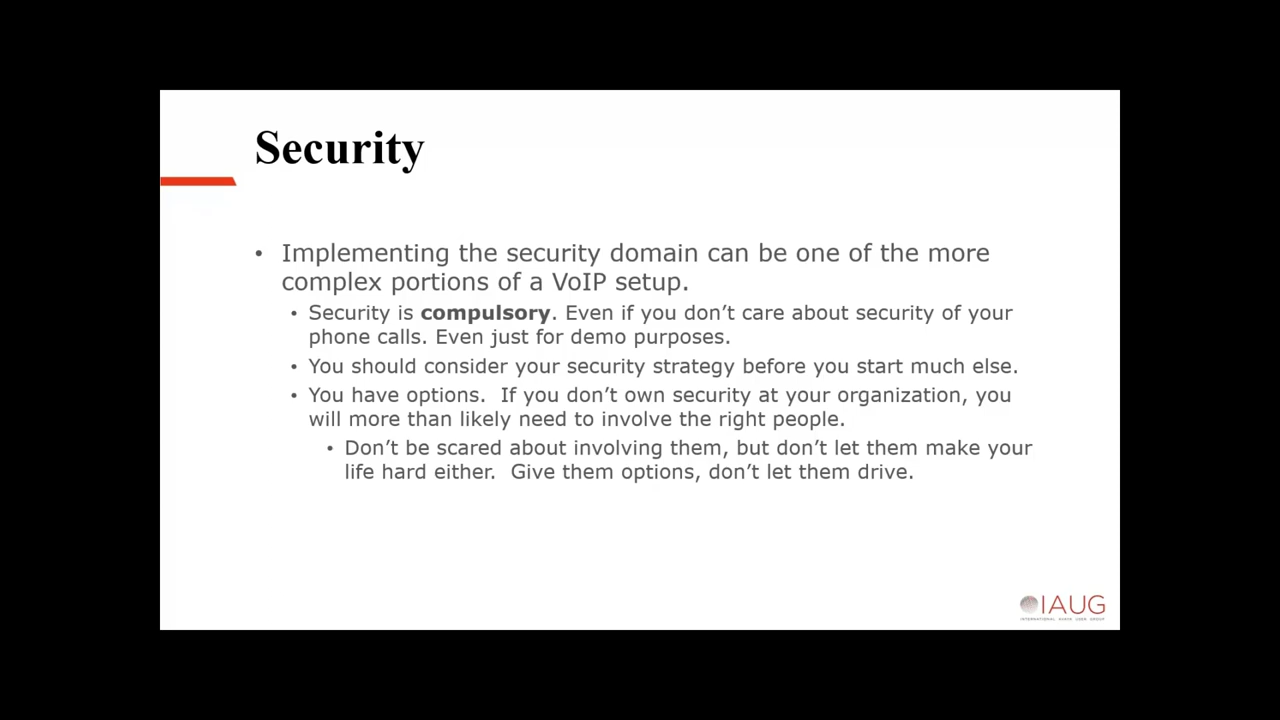 Security
• Implementing the security domain can be one of the more
complex portions of a VoIP setup.
• Security is compulsory. Even if you don’t care about security of your
phone calls. Even just for demo purposes.
• You should consider your security strategy before you start much else.
• You have options.  If you don’t own security at your organization, you
will more than likely need to involve the right people.
• Don’t be scared about involving them, but don’t let them make your
life hard either.  Give them options, don’t let them drive.
IAUG
INTERNATIONAL AVAYA USER GROUP